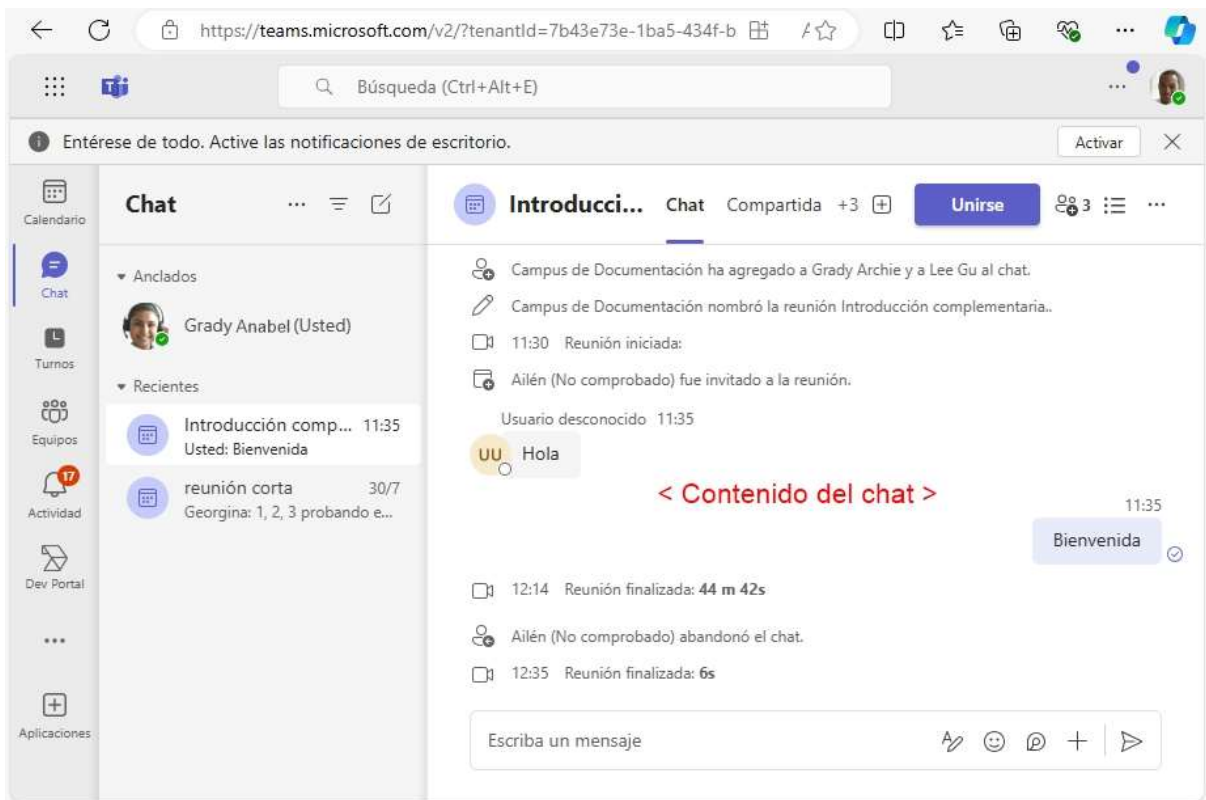 https://teams.microsoft.com/v2/?tenantId=7b43e73e-1ba5-434f-b
Búsqueda (Ctrl+Alt+E)
Entérese de todo. Active las notificaciones de escritorio.
Activar
Calendario
Chat
Turnos
Equipos
17
Actividad
Dev Portal
Aplicaciones
Chat
Anclados
Grady Anabel (Usted)
Recientes
Introducción comp... 11:35
Usted: Bienvenida
reunión corta 30/7
Georgina: 1, 2, 3 probando e...
Introducci... Chat Compartida +3 Unirse 3
Campus de Documentación ha agregado a Grady Archie y a Lee Gu al chat.
Campus de Documentación nombró la reunión Introducción complementaria..
11:30 Reunión iniciada:
Ailén (No comprobado) fue invitado a la reunión.
Usuario desconocido 11:35
UU Hola
< Contenido del chat >
11:35
Bienvenida
12:14 Reunión finalizada: 44 m 42s
Ailén (No comprobado) abandonó el chat.
12:35 Reunión finalizada: 6s
Escriba un mensaje